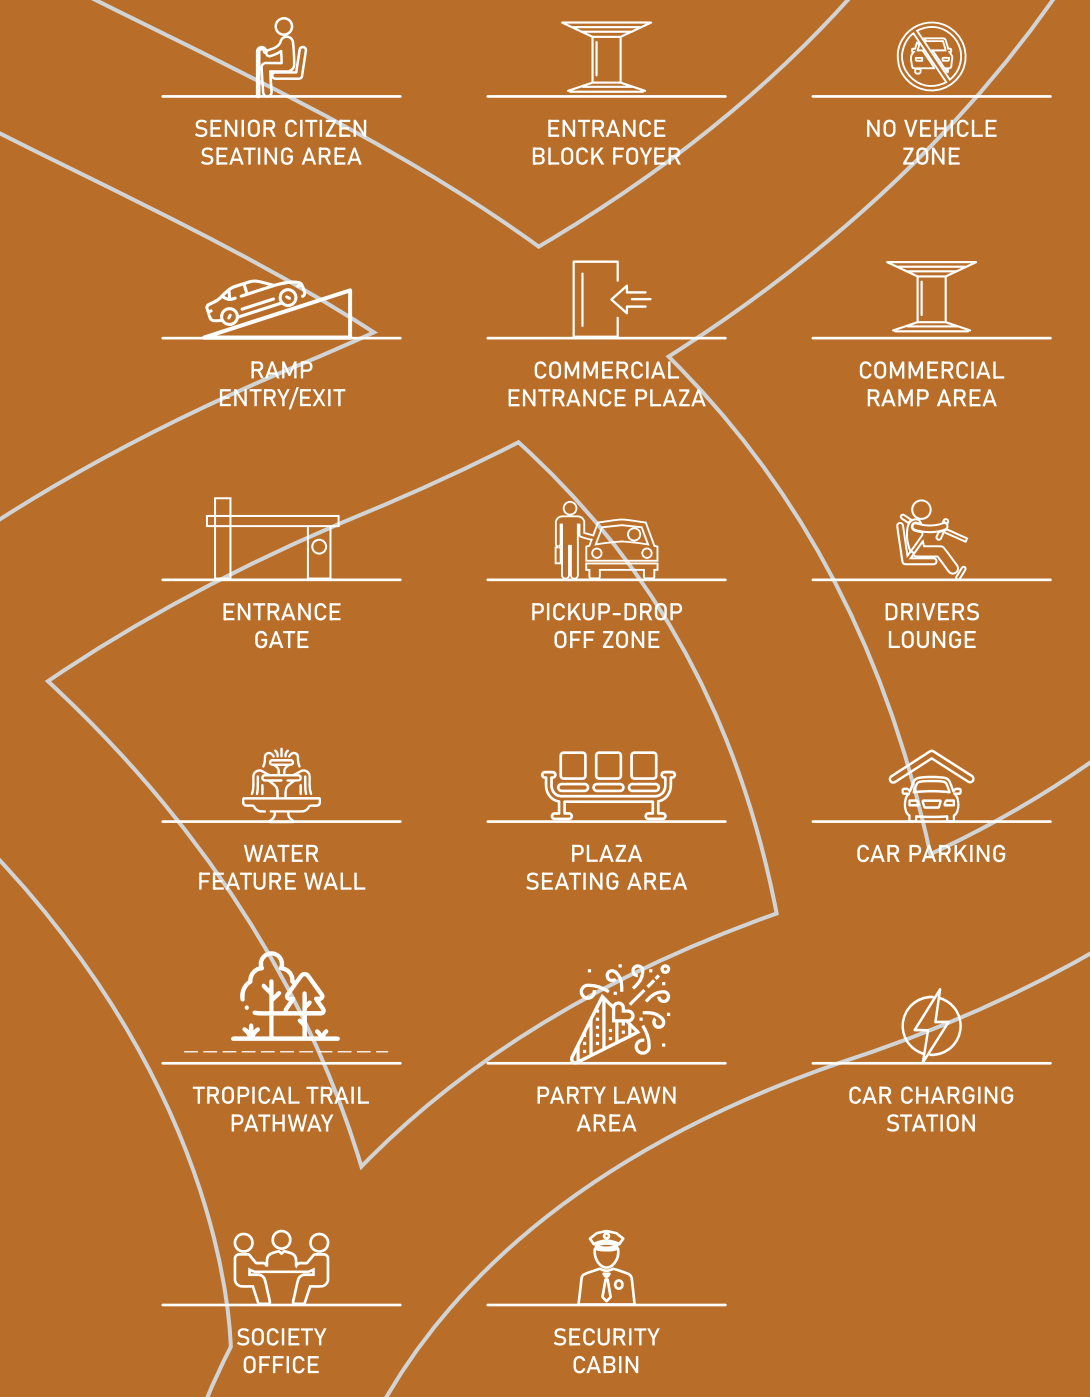 SENIOR CITIZEN
SEATING AREA
ENTRANCE
BLOCK FOYER
NO VEHICLE
ZONE
RAMP
ENTRY/EXIT
COMMERCIAL
ENTRANCE PLAZA
COMMERCIAL
RAMP AREA
ENTRANCE
GATE
PICKUP-DROP
OFF ZONE
DRIVERS
LOUNGE
WATER
FEATURE WALL
PLAZA
SEATING AREA
CAR PARKING
TROPICAL TRAIL
PATHWAY
PARTY LAWN
AREA
CAR CHARGING
STATION
SOCIETY
OFFICE
SECURITY
CABIN